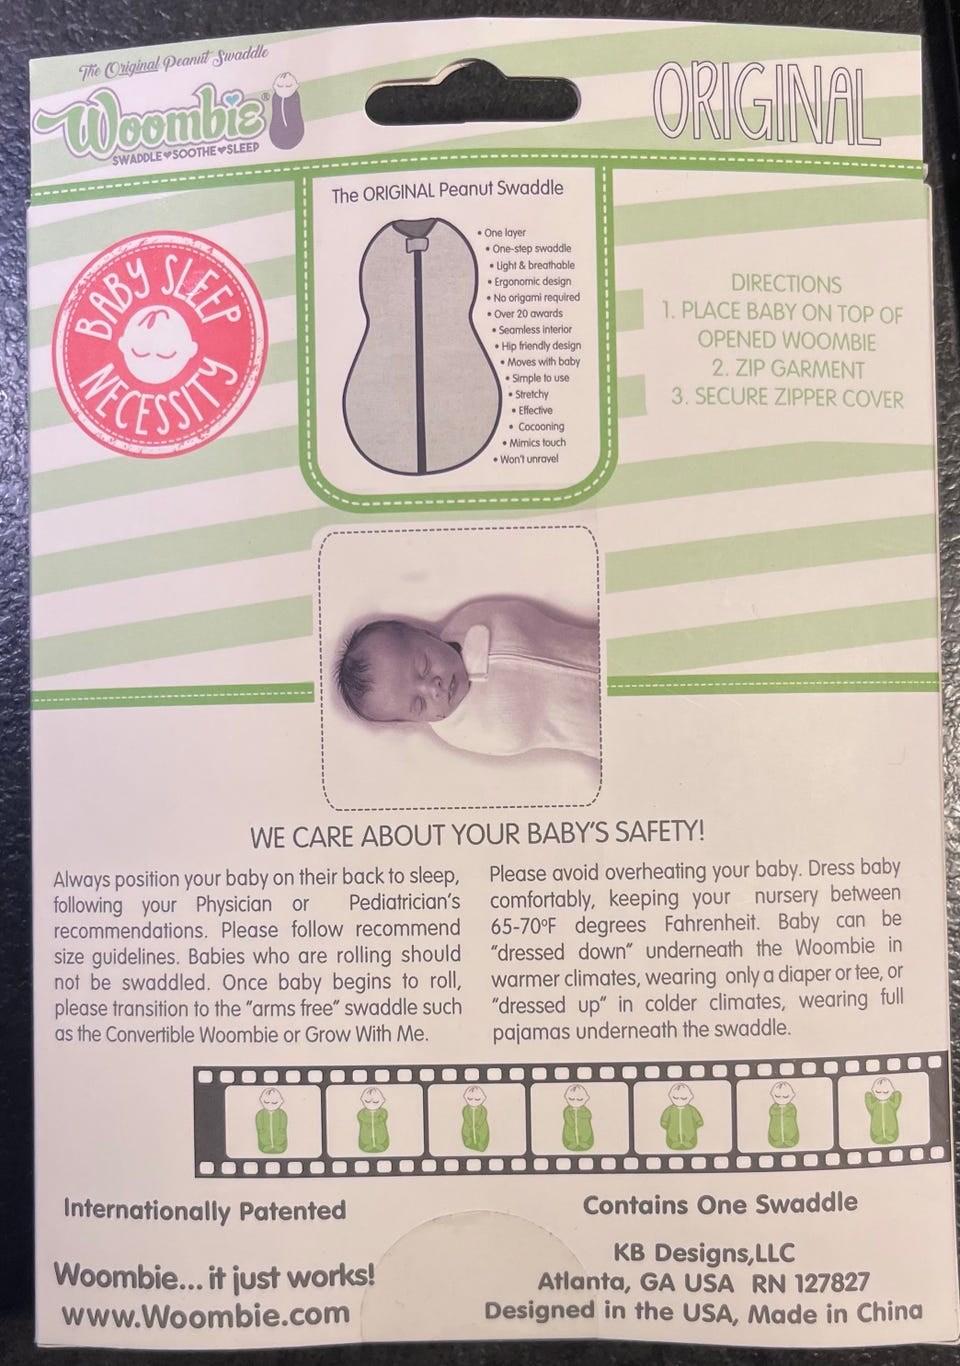 The Original Peanut Swaddle
Woombie®
SWADDLE♥SOOTHE♥SLEEP
ORIGINAL
BABY SLEEP
NECESSITY
The ORIGINAL Peanut Swaddle
• One layer
• One-step swaddle
• Light & breathable
• Ergonomic design
• No origami required
• Over 20 awards
• Seamless interior
• Hip friendly design
• Moves with baby
• Simple to use
• Stretchy
• Effective
• Cocooning
• Mimics touch
• Won't unravel
DIRECTIONS
1. PLACE BABY ON TOP OF
OPENED WOOMBIE
2. ZIP GARMENT
3. SECURE ZIPPER COVER
WE CARE ABOUT YOUR BABY'S SAFETY!
Always position your baby on their back to sleep,
following your Physician or Pediatrician's
recommendations. Please follow recommend
size guidelines. Babies who are rolling should
not be swaddled. Once baby begins to roll,
please transition to the "arms free" swaddle such
as the Convertible Woombie or Grow With Me.
Please avoid overheating your baby. Dress baby
comfortably, keeping your nursery between
65-70ºF degrees Fahrenheit. Baby can be
"dressed down" underneath the Woombie in
warmer climates, wearing only a diaper or tee, or
"dressed up" in colder climates, wearing full
pajamas underneath the swaddle.
Internationally Patented
Woombie... it just works!
www.Woombie.com
Contains One Swaddle
KB Designs,LLC
Atlanta, GA USA RN 127827
Designed in the USA, Made in China